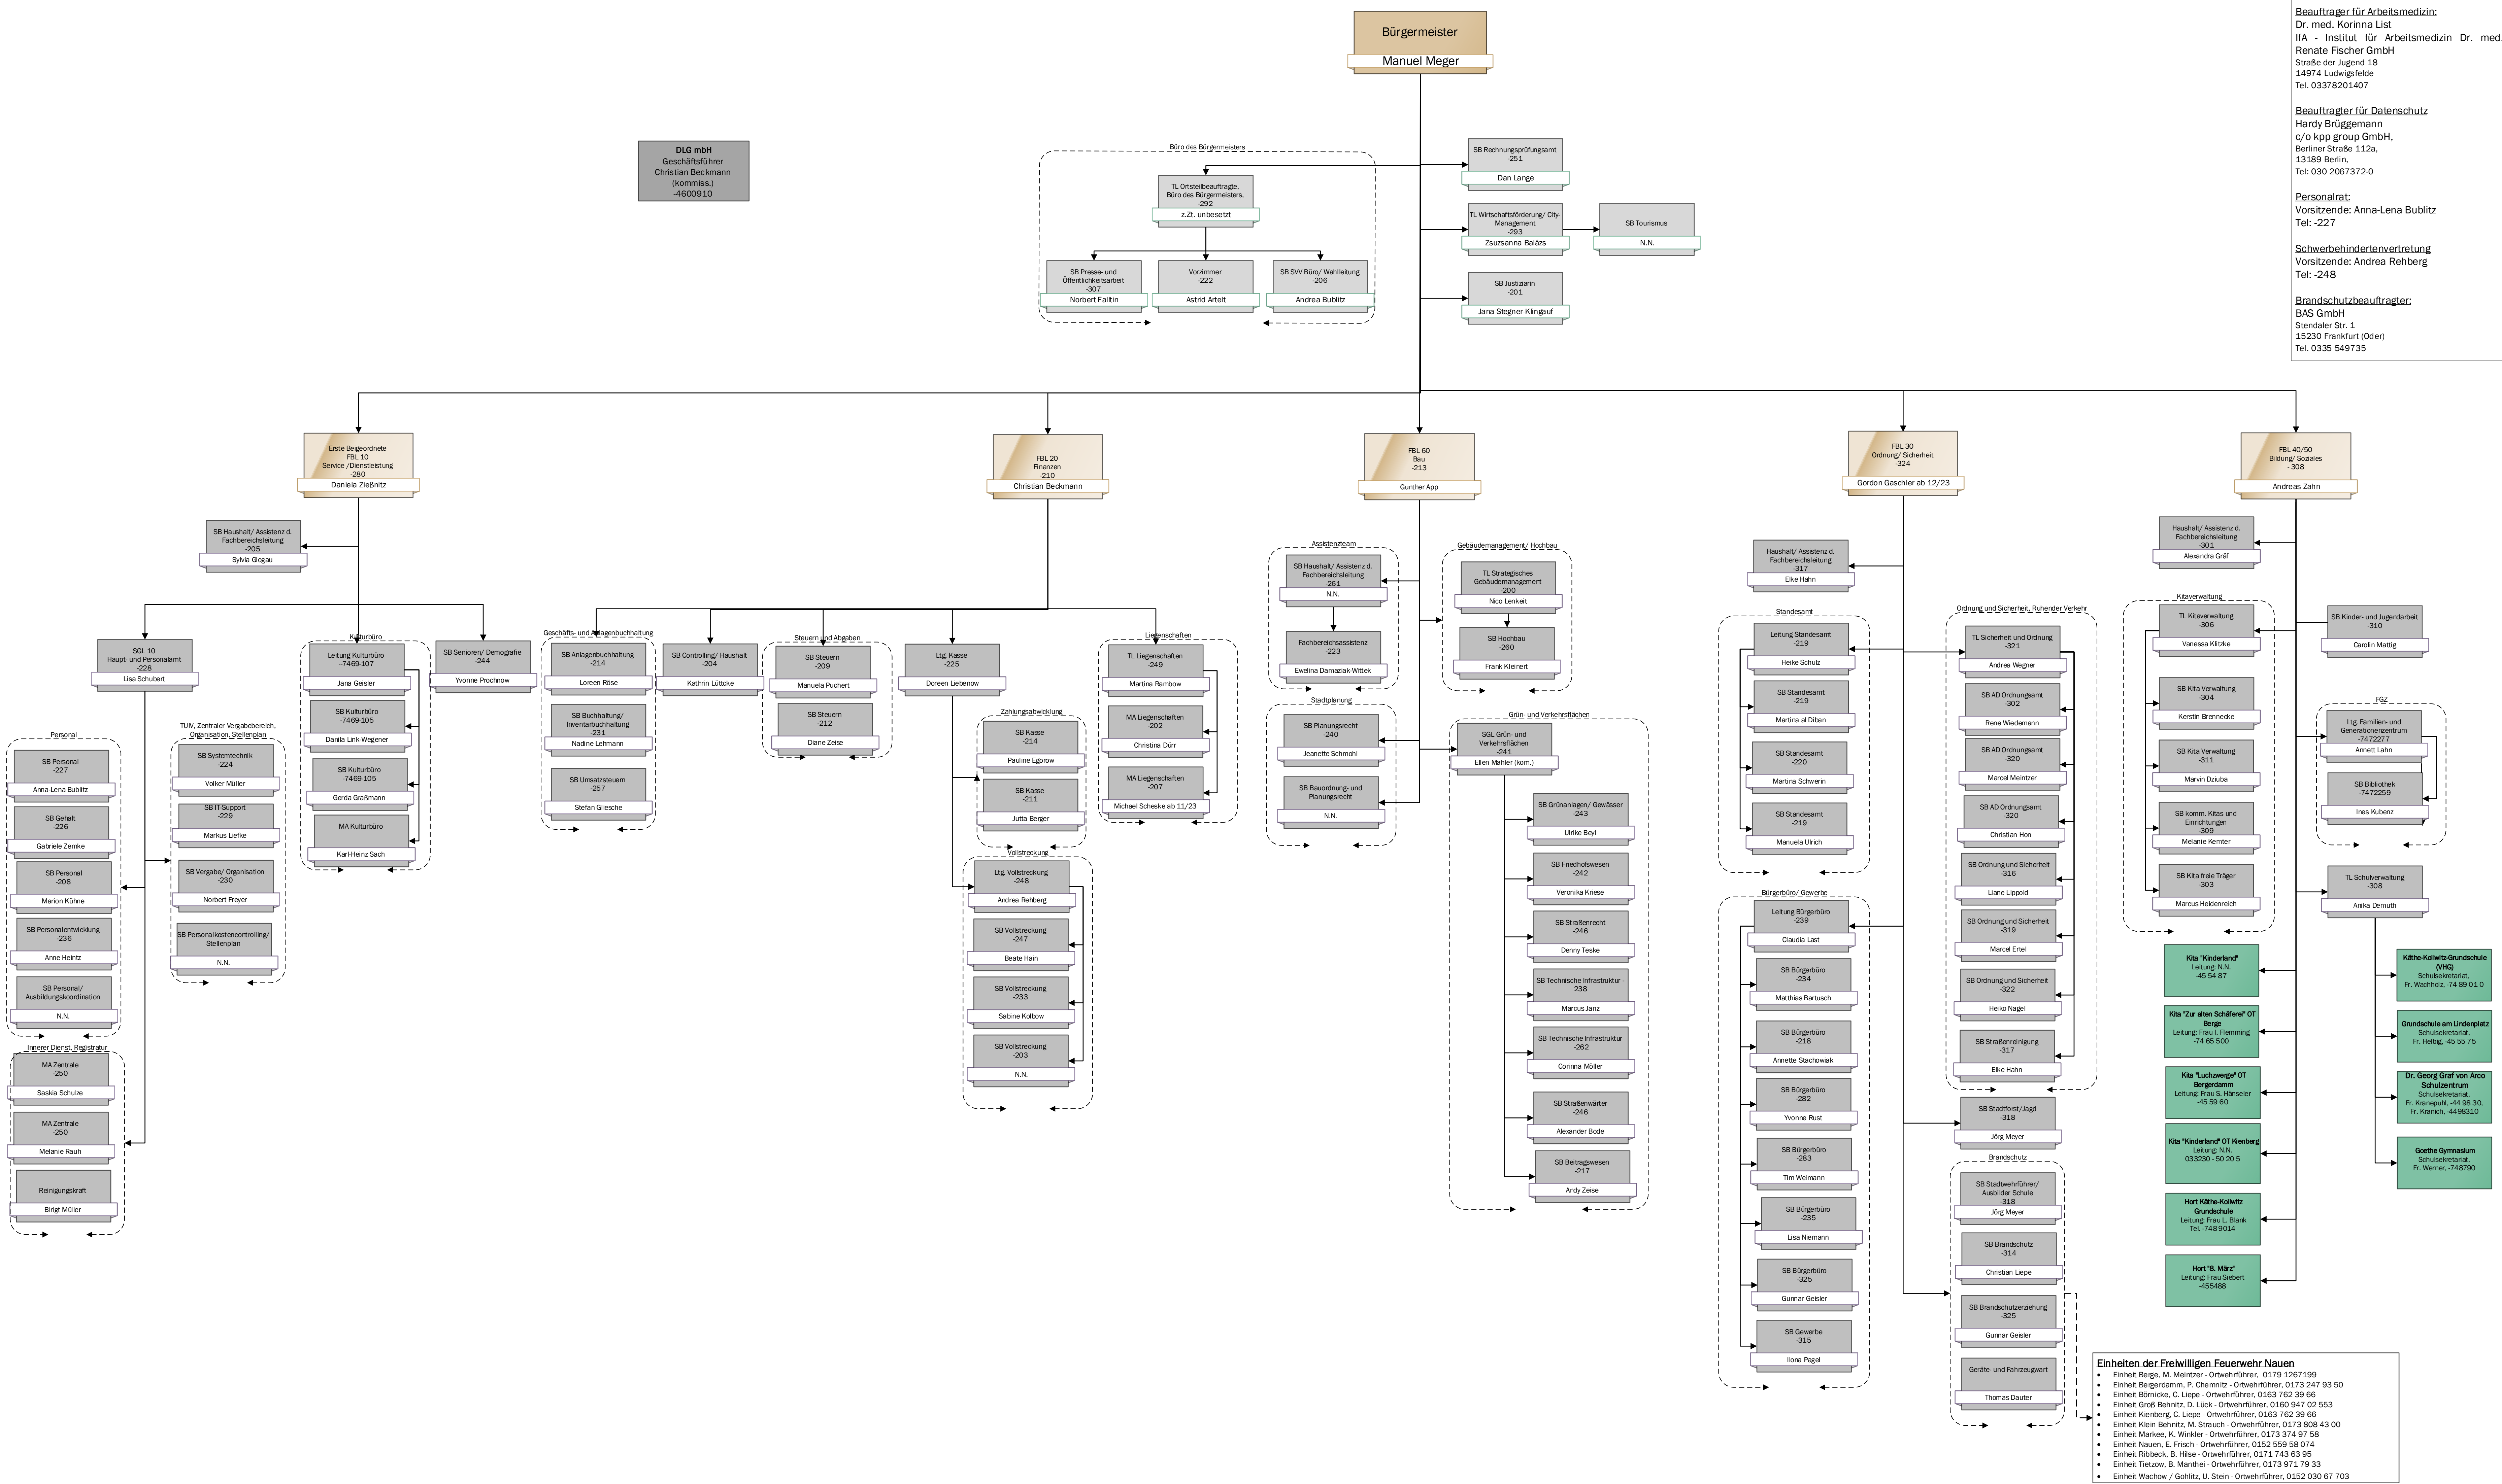 Bürgermeister
Manuel Meger
Beauftrager für Arbeitsmedizin:
Dr. med. Korinna List
IfA - Institut für Arbeitsmedizin Dr. med.
Renate Fischer GmbH
Straße der Jugend 18
14974 Ludwigsfelde
Tel. 03378201407
Beauftragter für Datenschutz
Hardy Brüggemann
c/o kpp group GmbH,
Berliner Straße 112a,
13189 Berlin,
Tel: 030 2067372-0
Personalrat:
Vorsitzende: Anna-Lena Bublitz
Tel: -227
Schwerbehindertenvertretung
Vorsitzende: Andrea Rehberg
Tel: -248
Brandschutzbeauftragter:
BAS GmbH
Stendaler Str. 1
15230 Frankfurt (Oder)
Tel. 0335 549735
DLG mbH
Geschäftsführer
Christian Beckmann
(kommiss.)
-4600910
Büro des Bürgermeisters
TL Ortsteilbeauftragte,
Büro des Bürgermeisters,
-292
z.Zt. unbesetzt
SB Presse- und
Öffentlichkeitsarbeit
-307
Norbert Falltin
Vorzimmer
-222
Astrid Artelt
SB SVV Büro/ Wahlleitung
-206
Andrea Bublitz
SB Rechnungsprüfungsamt
-251
Dan Lange
TL Wirtschaftsförderung/ City-
Management
-293
Zsuzsanna Balázs
SB Tourismus
N.N.
SB Justiziarin
-201
Jana Stegner-Klingauf
Erste Beigeordnete
FBL 10
Service /Dienstleistung
-280
Daniela Zießnitz
SB Haushalt/ Assistenz d.
Fachbereichsleitung
-205
Sylvia Glogau
SGL 10
Haupt- und Personalamt
-228
Lisa Schubert
Personal
SB Personal
-227
Anna-Lena Bublitz
SB Gehalt
-226
Gabriele Zemke
SB Personal
-208
Marion Kühne
SB Personalentwicklung
-236
Anne Heintz
SB Personal/
Ausbildungskoordination
N.N.
Innerer Dienst, Registratur
MA Zentrale
-250
Saskia Schulze
MA Zentrale
-250
Melanie Rauh
Reinigungskraft
Birigt Müller
TUIV, Zentraler Vergabebereich,
Organisation, Stellenplan
SB Systemtechnik
-224
Volker Müller
SB IT-Support
-229
Markus Liefke
SB Vergabe/ Organisation
-230
Norbert Freyer
SB Personalkostencontrolling/
Stellenplan
N.N.
Kulturbüro
Leitung Kulturbüro
--7469-107
Jana Geisler
SB Kulturbüro
-7469-105
Danila Link-Wegener
SB Kulturbüro
-7469-105
Gerda Graßmann
MA Kulturbüro
Karl-Heinz Sach
SB Senioren/ Demografie
-244
Yvonne Prochnow
FBL 20
Finanzen
-210
Christian Beckmann
Geschäfts- und Anlagenbuchhaltung
SB Anlagenbuchhaltung
-214
Loreen Röse
SB Buchhaltung/
Inventarbuchhaltung
-231
Nadine Lehmann
SB Umsatzsteuern
-257
Stefan Gliesche
SB Controlling/ Haushalt
-204
Kathrin Lüttcke
Steuern und Abgaben
SB Steuern
-209
Manuela Puchert
SB Steuern
-212
Diane Zeise
Ltg. Kasse
-225
Doreen Liebenow
Zahlungsabwicklung
SB Kasse
-214
Pauline Egorow
SB Kasse
-211
Jutta Berger
Vollstreckung
Ltg. Vollstreckung
-248
Andrea Rehberg
SB Vollstreckung
-247
Beate Hain
SB Vollstreckung
-233
Sabine Kolbow
SB Vollstreckung
-203
N.N.
Liegenschaften
TL Liegenschaften
-249
Martina Rambow
MA Liegenschaften
-202
Christina Dürr
MA Liegenschaften
-207
Michael Scheske ab 11/23
FBL 60
Bau
-213
Gunther App
Assistenzteam
SB Haushalt/ Assistenz d.
Fachbereichsleitung
-261
N.N.
Fachbereichsassistenz
-223
Ewelina Damaziak-Wittek
Gebäudemanagement/ Hochbau
TL Strategisches
Gebäudemanagement
-200
Nico Lenkeit
SB Hochbau
-260
Frank Kleinert
Stadtplanung
SB Planungsrecht
-240
Jeanette Schmohl
SB Bauordnung- und
Planungsrecht
N.N.
Grün- und Verkehrsflächen
SGL Grün- und
Verkehrsflächen
-241
Ellen Mahler (kom.)
SB Grünanlagen/ Gewässer
-243
Ulrike Beyl
SB Friedhofswesen
-242
Veronika Kriese
SB Straßenrecht
-246
Denny Teske
SB Technische Infrastruktur -
238
Marcus Janz
SB Technische Infrastruktur
-262
Corinna Möller
SB Straßenwärter
-246
Alexander Bode
SB Beitragswesen
-217
Andy Zeise
FBL 30
Ordnung/ Sicherheit
-324
Gordon Gaschler ab 12/23
Haushalt/ Assistenz d.
Fachbereichsleitung
-317
Elke Hahn
Standesamt
Leitung Standesamt
-219
Heike Schulz
SB Standesamt
-219
Martina al Diban
SB Standesamt
-220
Martina Schwerin
SB Standesamt
-219
Manuela Ulrich
Bürgerbüro/ Gewerbe
Leitung Bürgerbüro
-239
Claudia Last
SB Bürgerbüro
-234
Matthias Bartusch
SB Bürgerbüro
-218
Annette Stachowiak
SB Bürgerbüro
-282
Yvonne Rust
SB Bürgerbüro
-283
Tim Weimann
SB Bürgerbüro
-235
Lisa Niemann
SB Bürgerbüro
-325
Gunnar Geisler
SB Gewerbe
-315
Ilona Pagel
Ordnung und Sicherheit, Ruhender Verkehr
TL Sicherheit und Ordnung
-321
Andrea Wegner
SB AD Ordnungsamt
-302
Rene Wiedemann
SB AD Ordnungsamt
-320
Marcel Meintzer
SB AD Ordnungsamt
-320
Christian Hon
SB Ordnung und Sicherheit
-316
Liane Lippold
SB Ordnung und Sicherheit
-319
Marcel Ertel
SB Ordnung und Sicherheit
-322
Heiko Nagel
SB Straßenreinigung
-317
Elke Hahn
SB Stadtforst/Jagd
-318
Jörg Meyer
Brandschutz
SB Stadtwehrführer/
Ausbilder Schule
-318
Jörg Meyer
SB Brandschutz
-314
Christian Liepe
SB Brandschutzerziehung
-325
Gunnar Geisler
Geräte- und Fahrzeugwart
Thomas Dauter
FBL 40/50
Bildung/ Soziales
- 308
Andreas Zahn
Haushalt/ Assistenz d.
Fachbereichsleitung
-301
Alexandra Gräf
Kitaverwaltung
TL Kitaverwaltung
-306
Vanessa Klitzke
SB Kita Verwaltung
-304
Kerstin Brennecke
SB Kita Verwaltung
-311
Marvin Dziuba
SB komm. Kitas und
Einrichtungen
-309
Melanie Kernter
SB Kita freie Träger
-303
Marcus Heidenreich
SB Kinder- und Jugendarbeit
-310
Carolin Mattig
FGZ
Ltg. Familien- und
Generationenzentrum
-7472277
Annett Lahn
SB Bibliothek
-7472259
Ines Kubenz
TL Schulverwaltung
-308
Anika Demuth
Kita "Kinderland"
Leitung: N.N.
-45 54 87
Kita "Zur alten Schäferei" OT
Berge
Leitung: Frau I. Flemming
-74 65 500
Kita "Luchzwerge" OT
Bergerdamm
Leitung: Frau S. Hänseler
-45 59 60
Kita "Kinderland" OT Kienberg
Leitung: N.N.
033230 - 50 20 5
Hort Käthe-Kollwitz
Grundschule
Leitung: Frau L. Blank
Tel. -748 9014
Hort "8. März"
Leitung: Frau Siebert
-455488
Käthe-Kollwitz-Grundschule
(VHG)
Schulsekretariat,
Fr. Wachholz, -74 89 01 0
Grundschule am Lindenplatz
Schulsekretariat,
Fr. Helbig, -45 55 75
Dr. Georg Graf von Arco
Schulzentrum
Schulsekretariat,
Fr. Kranepuhl, -44 98 30,
Fr. Kranich, -4498310
Goethe Gymnasium
Schulsekretariat,
Fr. Werner, -748790
Einheiten der Freiwilligen Feuerwehr Nauen
• Einheit Berge, M. Meintzer - Ortwehrführer, 0179 1267199
• Einheit Bergerdamm, P. Chemnitz - Ortwehrführer, 0173 247 93 50
• Einheit Börnicke, C. Liepe - Ortwehrführer, 0163 762 39 66
• Einheit Groß Behnitz, D. Lück - Ortwehrführer, 0160 947 02 553
• Einheit Kienberg, C. Liepe - Ortwehrführer, 0163 762 39 66
• Einheit Klein Behnitz, M. Strauch - Ortwehrführer, 0173 808 43 00
• Einheit Markee, K. Winkler - Ortwehrführer, 0173 374 97 58
• Einheit Nauen, E. Frisch - Ortwehrführer, 0152 559 58 074
• Einheit Ribbeck, B. Hilse - Ortwehrführer, 0171 743 63 95
• Einheit Tietzow, B. Manthei - Ortwehrführer, 0173 971 79 33
• Einheit Wachow / Gohlitz, U. Stein - Ortwehrführer, 0152 030 67 703